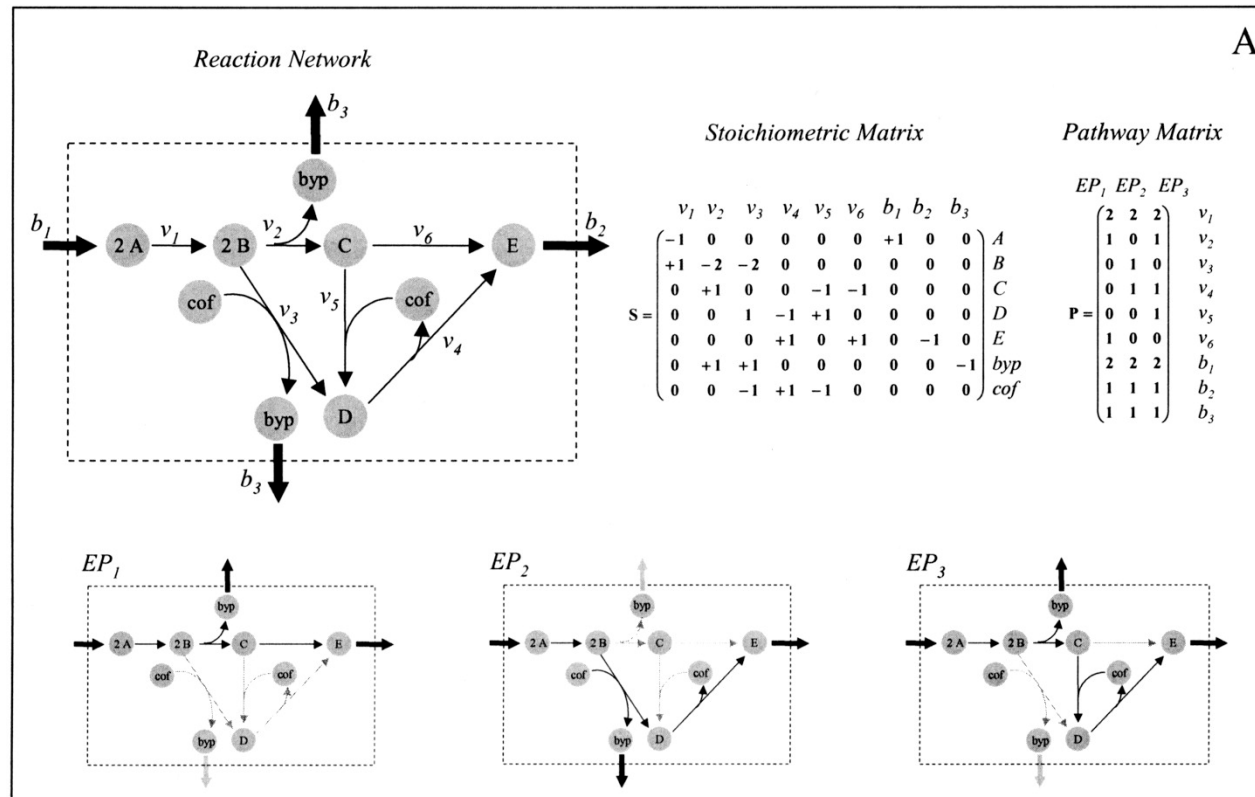 A
Reaction Network
b3
byp
b1
2 A
v1
2 B
v2
C
v6
E
b2
cof
v3
v5
cof
v4
byp
D
b3
Stoichiometric Matrix
v1 v2 v3 v4 v5 v6 b1 b2 b3
−1 0 0 0 0 0 +1 0 0 A
+1 −2 −2 0 0 0 0 0 0 B
0 +1 0 0 −1 −1 0 0 0 C
S = 0 0 1 −1 +1 0 0 0 0 D
0 0 0 +1 0 +1 0 −1 0 E
0 +1 +1 0 0 0 0 0 −1 byp
0 0 −1 +1 −1 0 0 0 0 cof
Pathway Matrix
EP1 EP2 EP3
2 2 2 v1
1 0 1 v2
0 1 0 v3
0 1 1 v4
P = 0 0 1 v5
1 0 0 v6
2 2 2 b1
1 1 1 b2
1 1 1 b3
EP1
byp
2 A
2 B
C
E
cof
cof
byp
D
EP2
byp
2 A
2 B
C
E
cof
cof
byp
D
EP3
byp
2 A
2 B
C
E
cof
cof
byp
D